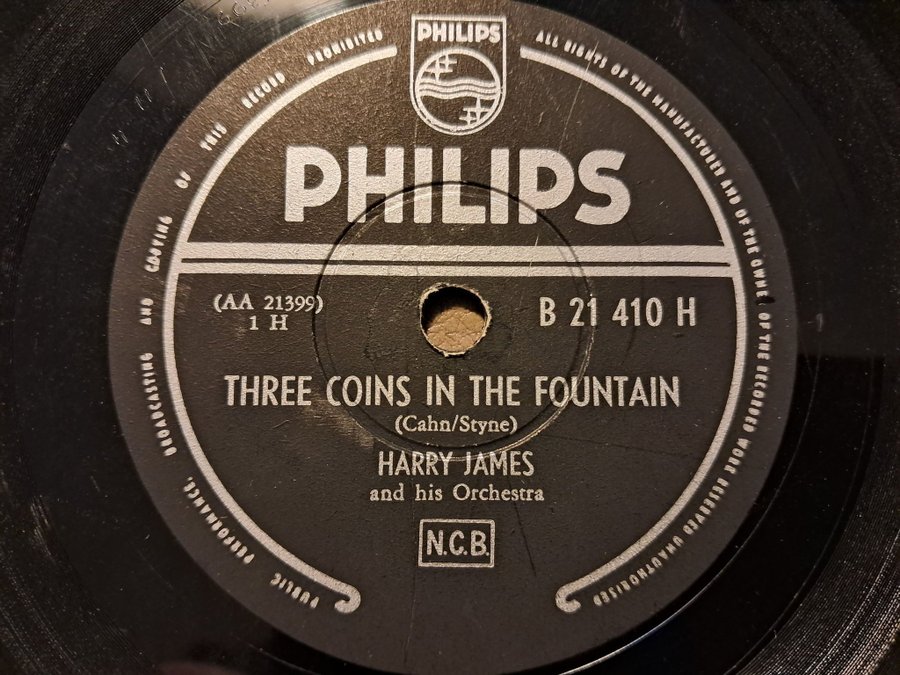 PHILIPS
PHILIPS
(AA 21399)
1 H
B 21 410 H
THREE COINS IN THE FOUNTAIN
(Cahn/Styne)
HARRY JAMES
and his Orchestra
N.C.B.
ALL RIGHTS OF THE MANUFACTURER AND OF THE OWNE OF THE RECORDED WORK RESERVED UNAUTHORISED
PUBLIC PERFORMANCE, BROADCASTING AND COPYING OF THIS RECORD PROHIBITED